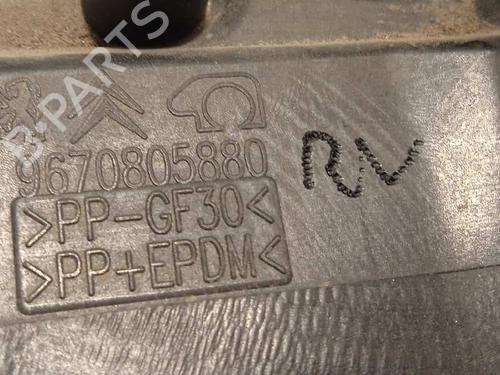 9670805880
>PP-GF30<
>PP+EPDM<
RV
B-PARTS